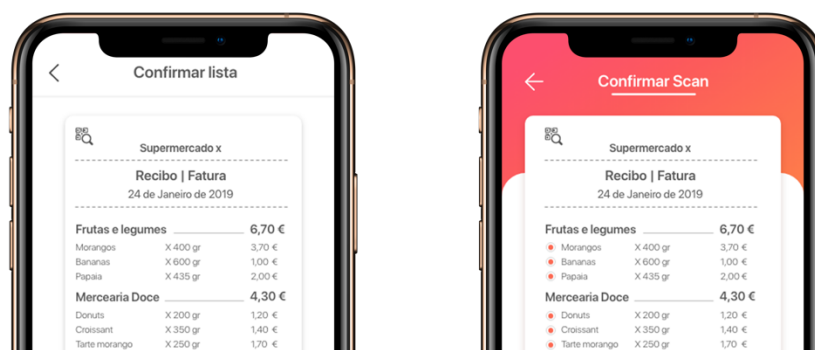 Confirmar lista
Supermercado x
Recibo | Fatura
24 de Janeiro de 2019
Frutas e legumes 6,70 €
Morangos X 400 gr 3,70 €
Bananas X 600 gr 1,00 €
Papaia X 435 gr 2,00 €
Mercearia Doce 4,30 €
Donuts X 200 gr 1,20 €
Croissant X 350 gr 1,40 €
Tarte morango X 250 gr 1,70 €
Confirmar Scan
Supermercado x
Recibo | Fatura
24 de Janeiro de 2019
Frutas e legumes 6,70 €
Morangos X 400 gr 3,70 €
Bananas X 600 gr 1,00 €
Papaia X 435 gr 2,00 €
Mercearia Doce 4,30 €
Donuts X 200 gr 1,20 €
Croissant X 350 gr 1,40 €
Tarte morango X 250 gr 1,70 €